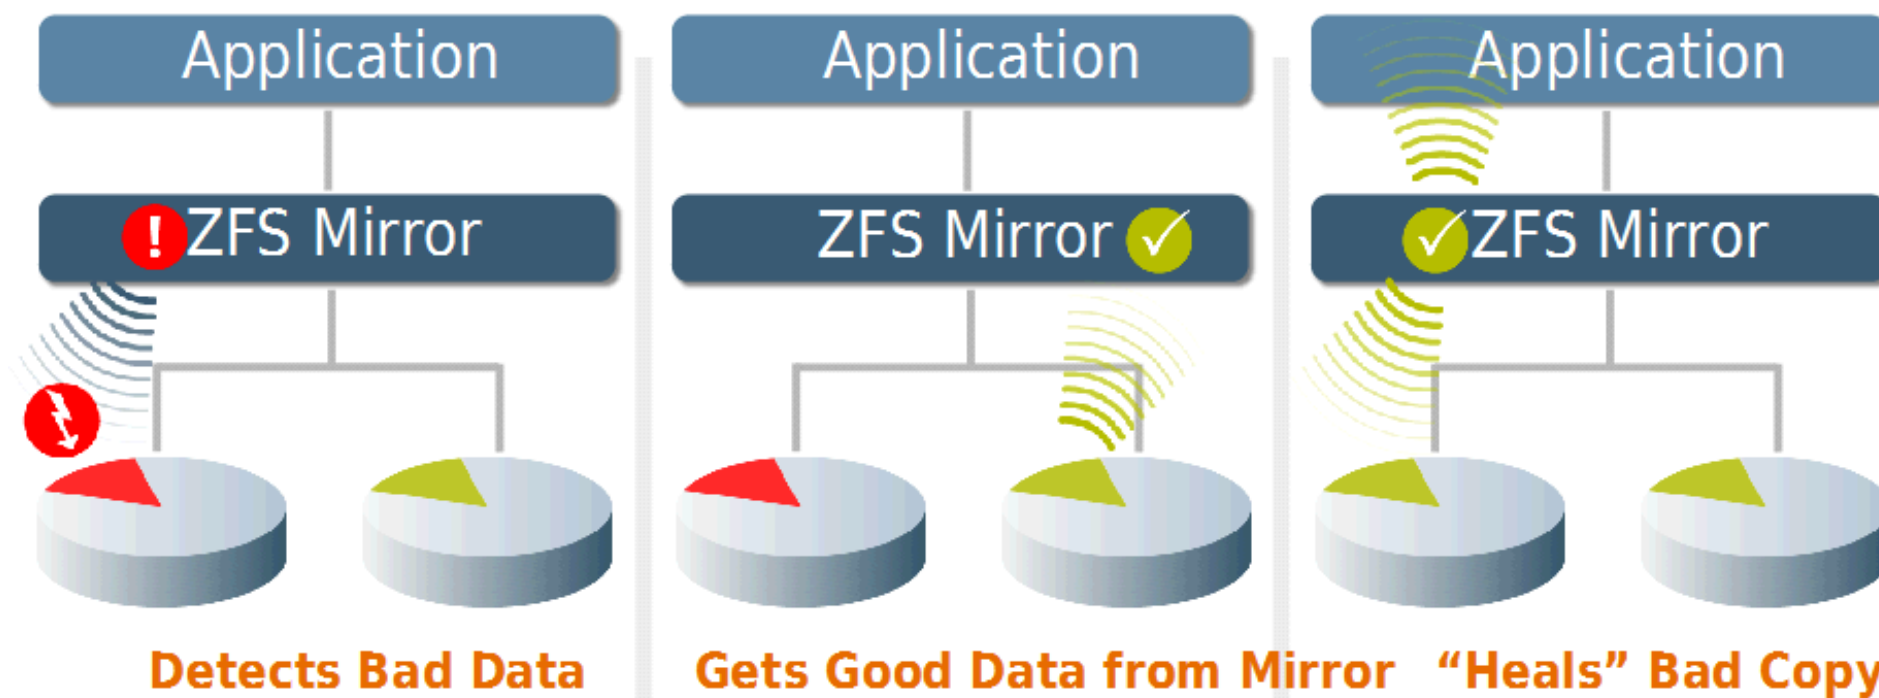 Application
ZFS Mirror
Detects Bad Data
Application
ZFS Mirror
Gets Good Data from Mirror
Application
ZFS Mirror
“Heals” Bad Copy